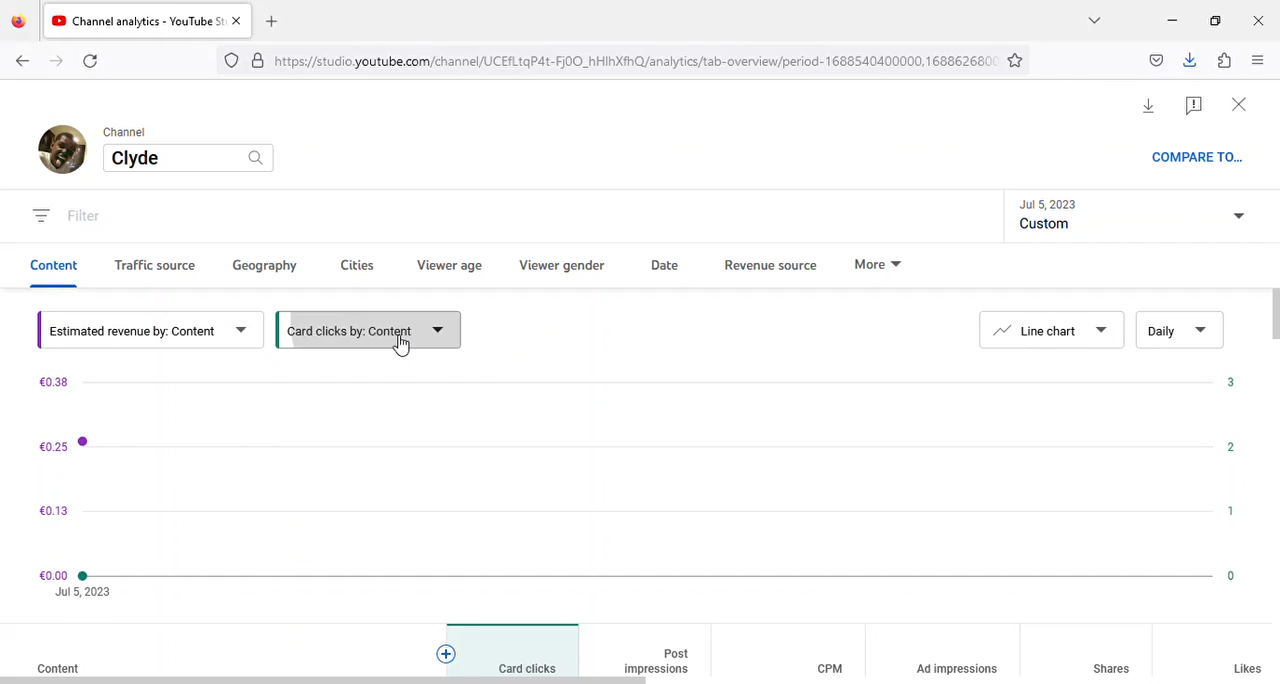 Channel analytics - YouTube St
https://studio.youtube.com/channel/UCEfLtqP4t-Fj0O_hHIhXfhQ/analytics/tab-overview/period-1688540400000,168862680
Channel
Clyde
COMPARE TO...
Filter
Jul 5, 2023
Custom
Content Traffic source Geography Cities Viewer age Viewer gender Date Revenue source More
Estimated revenue by: Content Card clicks by: Content Line chart Daily
€0.38 3
€0.25 2
€0.13 1
€0.00 0
Jul 5, 2023
Content Card clicks Post impressions CPM Ad impressions Shares Likes